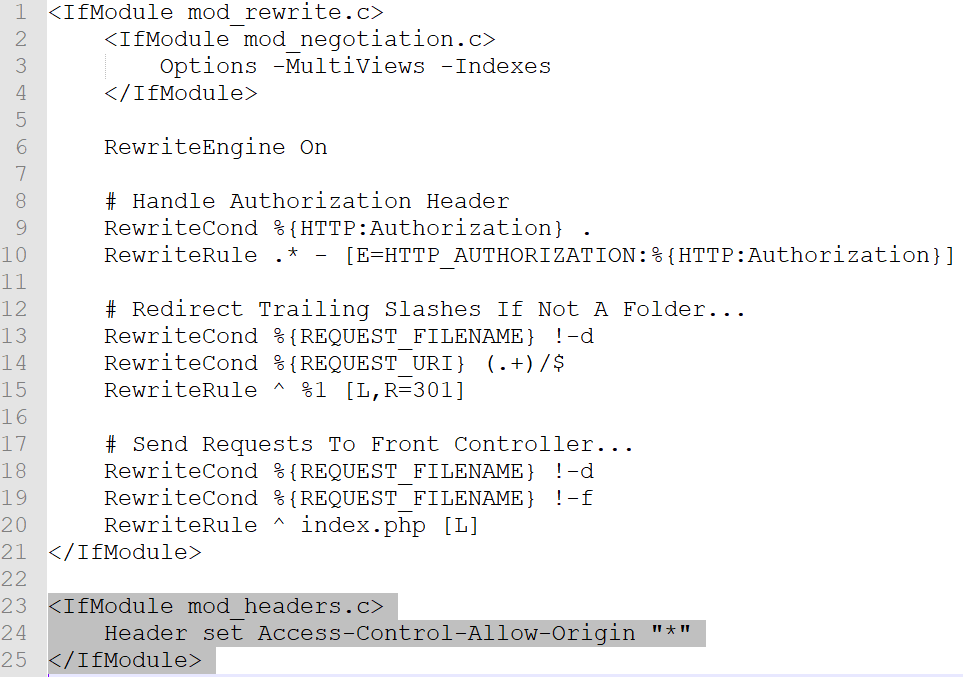 1 <IfModule mod_rewrite.c>
2     <IfModule mod_negotiation.c>
3         Options -MultiViews -Indexes
4     </IfModule>
5
6     RewriteEngine On
7
8     # Handle Authorization Header
9     RewriteCond %{HTTP:Authorization} .
10     RewriteRule .* - [E=HTTP_AUTHORIZATION:%{HTTP:Authorization}]
11
12     # Redirect Trailing Slashes If Not A Folder...
13     RewriteCond %{REQUEST_FILENAME} !-d
14     RewriteCond %{REQUEST_URI} (.+)/$
15     RewriteRule ^ %1 [L,R=301]
16
17     # Send Requests To Front Controller...
18     RewriteCond %{REQUEST_FILENAME} !-d
19     RewriteCond %{REQUEST_FILENAME} !-f
20     RewriteRule ^ index.php [L]
21 </IfModule>
22
23 <IfModule mod_headers.c>
24     Header set Access-Control-Allow-Origin "*"
25 </IfModule>